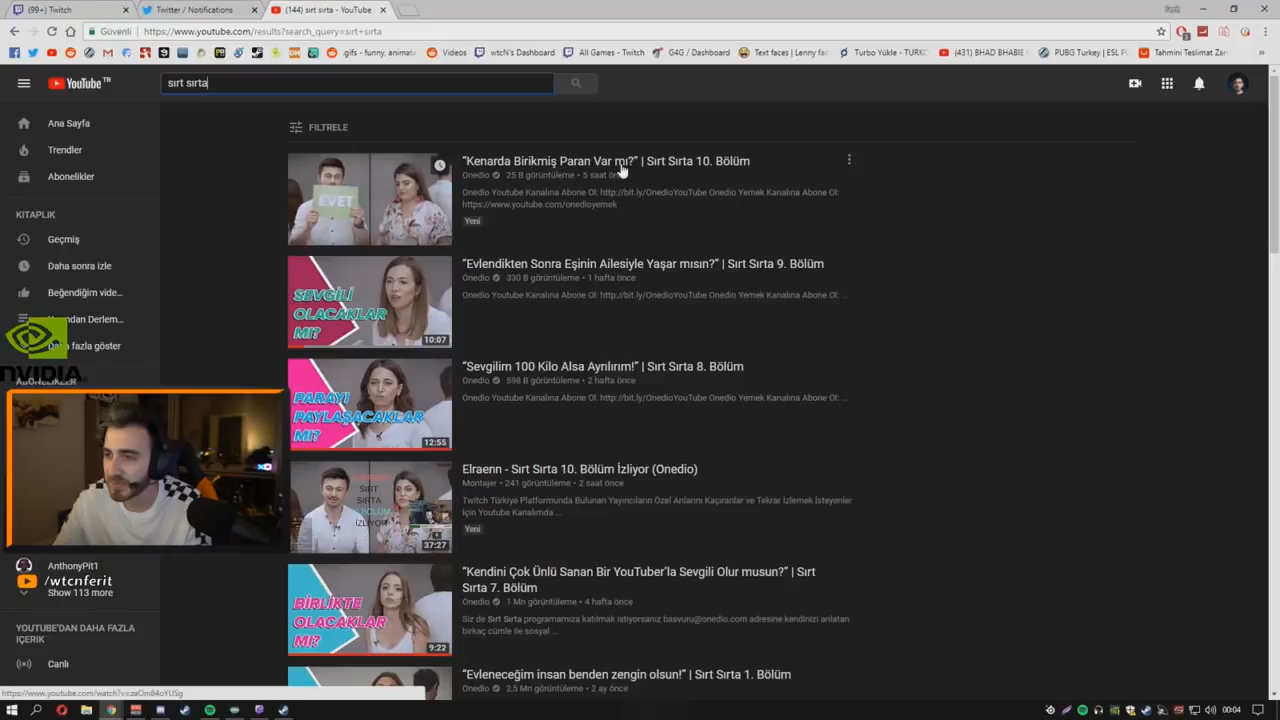 (99+) Twitch
Twitter / Notifications
(144) sırt sırta - YouTube
Güvenli
https://www.youtube.com/results?search_query=sırt+sırta
.gifs - funny, animate
Videos
wtcN's Dashboard
All Games - Twitch
G4G / Dashboard
Text faces | Lenny fac
Turbo Yükle - TURKC
(431) BHAD BHABIE
PUBG Turkey | ESL P
Tahmini Teslimat Zam
YouTube TR
sırt sırta
Ana Sayfa
Trendler
Abonelikler
KİTAPLIK
Geçmiş
Daha sonra izle
Beğendiğim vide...
Daha fazla göster
NVIDIA
ABONELİKLER
AnthonyPit1
/wtcnferit
Show 113 more
YOUTUBE'DAN DAHA FAZLA
İÇERİK
Canlı
FILTRELE
EVET
"Kenarda Birikmiş Paran Var mı?" | Sırt Sırta 10. Bölüm
Onedio 25 B görüntüleme • 5 saat
Onedio Youtube Kanalına Abone Ol: http://bit.ly/OnedioYouTube Onedio Yemek Kanalına Abone Ol:
https://www.youtube.com/onedioyemek
Yeni
SEVGİLİ
OLACAKLAR
MI?
10:07
"Evlendikten Sonra Eşinin Ailesiyle Yaşar mısın?" | Sırt Sırta 9. Bölüm
Onedio 330 B görüntüleme • 1 hafta önce
Onedio Youtube Kanalına Abone Ol: http://bit.ly/OnedioYouTube Onedio Yemek Kanalına Abone Ol: ...
PARAYI
PAYLAŞACAKLAR
MI?
12:55
"Sevgilim 100 Kilo Alsa Ayrılırım!" | Sırt Sırta 8. Bölüm
Onedio 598 B görüntüleme • 2 hafta önce
Onedio Youtube Kanalına Abone Ol: http://bit.ly/OnedioYouTube Onedio Yemek Kanalına Abone Ol: ...
SIRT
SIRTA
BÖLÜM
İZLİYOR
37:27
Elraenn - Sırt Sırta 10. Bölüm İzliyor (Onedio)
Montajer • 241 görüntüleme • 2 saat önce
Twitch Türkiye Platformunda Bulunan Yayıncıların Özel Anlarını Kaçıranlar ve Tekrar İzlemek İsteyenler
İçin Youtube Kanalımda ...
Yeni
BİRLİKTE
OLACAKLAR
MI?
9:22
"Kendini Çok Ünlü Sanan Bir YouTuber'la Sevgili Olur musun?" | Sırt
Sırta 7. Bölüm
Onedio 1 Mn görüntüleme • 4 hafta önce
Siz de Sırt Sırta programımıza katılmak istiyorsanız basvuru@onedio.com adresine kendinizi anlatan
birkaç cümle ile sosyal ...
"Evleneceğim insan benden zengin olsun!" | Sırt Sırta 1. Bölüm
Onedio 2,5 Mn görüntüleme • 2 ay önce
00:04